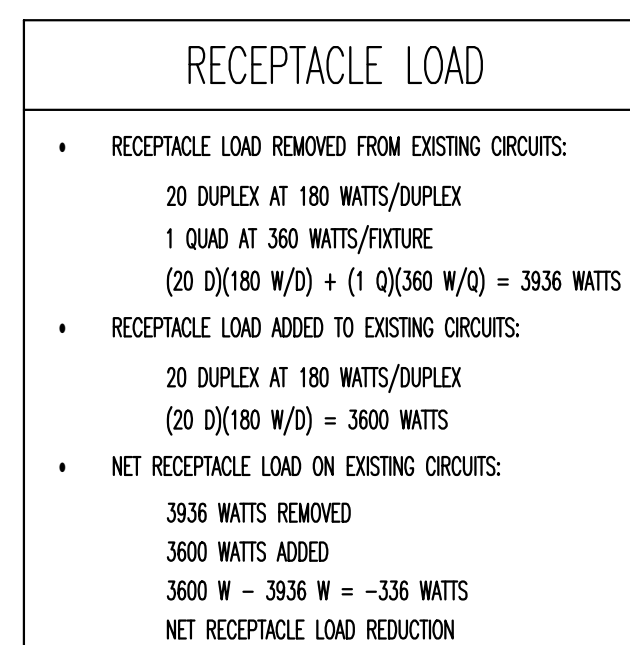 RECEPTACLE LOAD
• RECEPTACLE LOAD REMOVED FROM EXISTING CIRCUITS:
20 DUPLEX AT 180 WATTS/DUPLEX
1 QUAD AT 360 WATTS/FIXTURE
(20 D)(180 W/D) + (1 Q)(360 W/Q) = 3936 WATTS
• RECEPTACLE LOAD ADDED TO EXISTING CIRCUITS:
20 DUPLEX AT 180 WATTS/DUPLEX
(20 D)(180 W/D) = 3600 WATTS
• NET RECEPTACLE LOAD ON EXISTING CIRCUITS:
3936 WATTS REMOVED
3600 WATTS ADDED
3600 W – 3936 W = –336 WATTS
NET RECEPTACLE LOAD REDUCTION